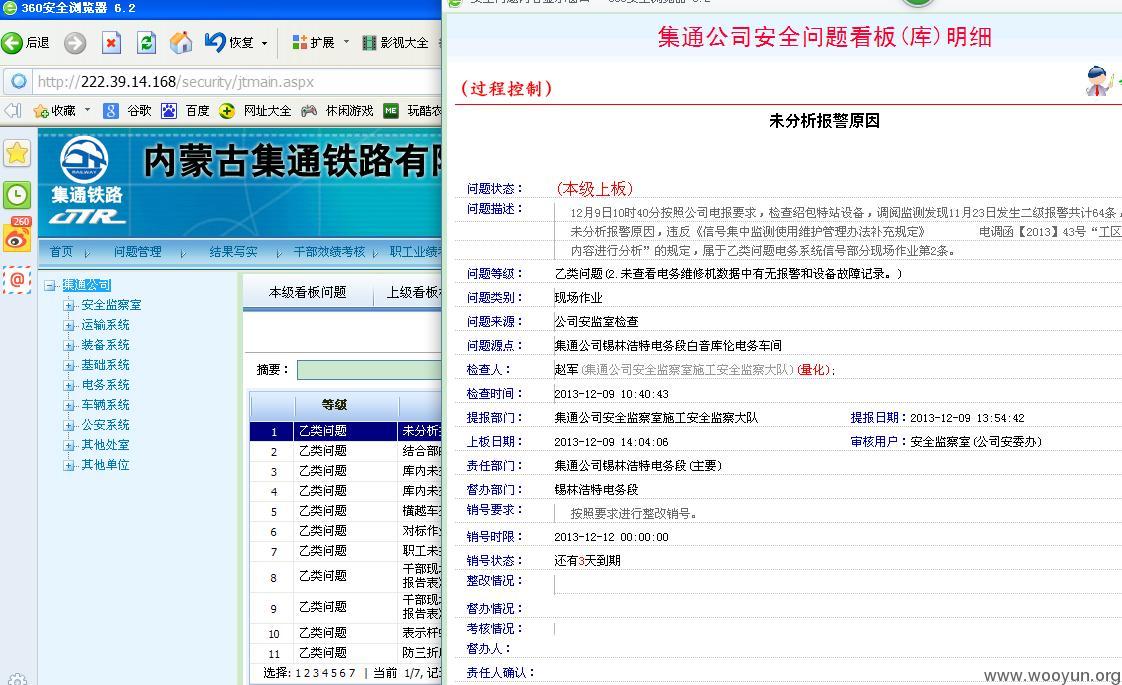 360安全浏览器 6.2
后退
恢复
扩展
影视大全
http://222.39.14.168/security/jtmain.aspx
收藏
谷歌
百度
网址大全
休闲游戏
玩酷
260
内蒙古集通铁路有
RAILWAY
集通铁路
JTR
首页
问题管理
结果写实
干部效绩考核
职工业绩
集通公司
安全监察室
运输系统
装备系统
基础系统
电务系统
车辆系统
公安系统
其他处室
其他单位
本级看板问题
上级看板
摘要：
等级
1 乙类问题 未分析
2 乙类问题 结合部
3 乙类问题 库内未
4 乙类问题 库内未
5 乙类问题 横越车
6 乙类问题 对标作
7 乙类问题 职工未
8 乙类问题 干部现
报告表
9 乙类问题 干部现
报告表
10 乙类问题 表示杆
11 乙类问题 防三折
选择: 1 2 3 4 5 6 7 | 当前 1/7, 记
集通公司安全问题看板(库)明细
(过程控制)
未分析报警原因
问题状态： (本级上板)
问题描述： 12月9日10时40分按照公司电报要求，检查绍包特站设备，调阅监测发现11月23日发生二级报警共计64条，
未分析报警原因，违反《信号集中监测使用维护管理办法补充规定》 电调函【2013】43号“工区
内容进行分析”的规定，属于乙类问题电务系统信号部分现场作业第2条。
问题等级： 乙类问题(2.未查看电务维修机数据中有无报警和设备故障记录。)
问题类别： 现场作业
问题来源： 公司安监室检查
问题源点： 集通公司锡林浩特电务段白音库伦电务车间
检查人： 赵军(集通公司安全监察室施工安全监察大队)(量化);
检查时间： 2013-12-09 10:40:43
提报部门： 集通公司安全监察室施工安全监察大队 提报日期：2013-12-09 13:54:42
上板日期： 2013-12-09 14:04:06 审核用户：安全监察室(公司安委办)
责任部门： 集通公司锡林浩特电务段(主要)
督办部门： 锡林浩特电务段
销号要求： 按照要求进行整改销号。
销号时限： 2013-12-12 00:00:00
销号状态： 还有3天到期
整改情况：
督办情况：
考核情况：
督办人：
责任人确认：
www.wooyun.org